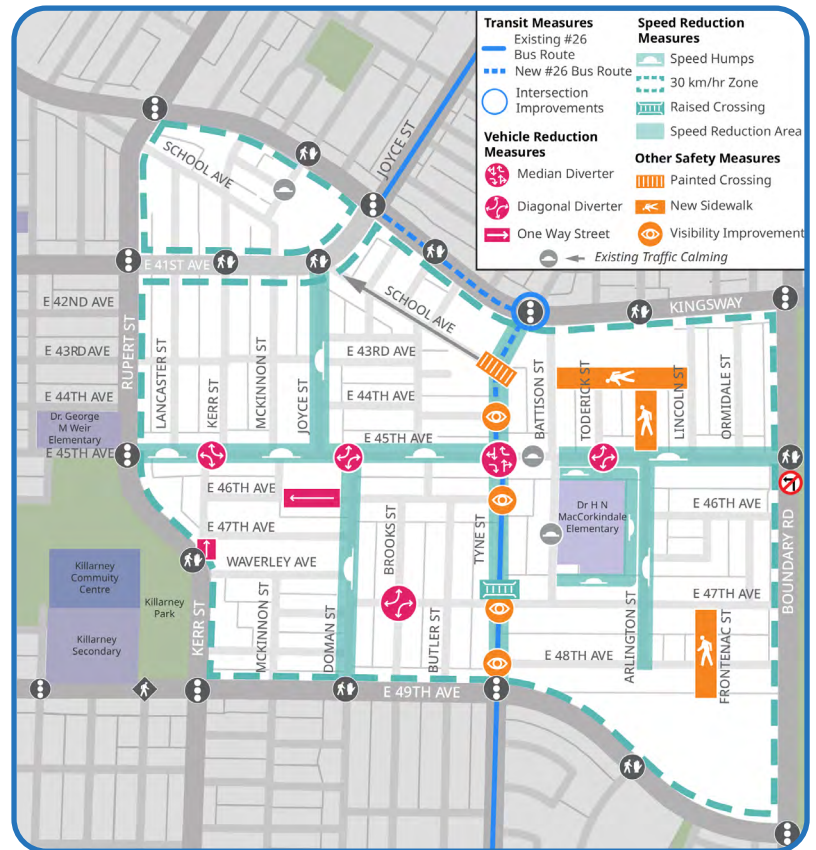 Transit Measures
Existing #26
Bus Route
New #26 Bus Route
Intersection
Improvements
Vehicle Reduction
Measures
Median Diverter
Diagonal Diverter
One Way Street
Speed Reduction
Measures
Speed Humps
30 km/hr Zone
Raised Crossing
Speed Reduction Area
Other Safety Measures
Painted Crossing
New Sidewalk
Visibility Improvement
Existing Traffic Calming
JOYCE ST
SCHOOL AVE
E 41ST AVE
SCHOOL AVE
KINGSWAY
E 42ND AVE
E 43RDAVE
E 44TH AVE
RUPERT ST
LANCASTER ST
KERR ST
MCKINNON ST
JOYCE ST
E 43RD AVE
E 44TH AVE
E 45TH AVE
BATTISON ST
TODERICK ST
LINCOLN ST
ORMIDALE ST
Dr. George
M Weir
Elementary
E 45TH AVE
E 46TH AVE
E 47TH AVE
WAVERLEY AVE
BROOKS ST
TYNE ST
Dr H N
MacCorkindale
Elementary
E 46TH AVE
E 47TH AVE
BOUNDARY RD
Killarney
Commuity
Centre
Killarney
Park
Killarney
Secondary
KERR ST
MCKINNON ST
DOMAN ST
BUTLER ST
E 48TH AVE
ARLINGTON ST
FRONTENAC ST
E 49TH AVE